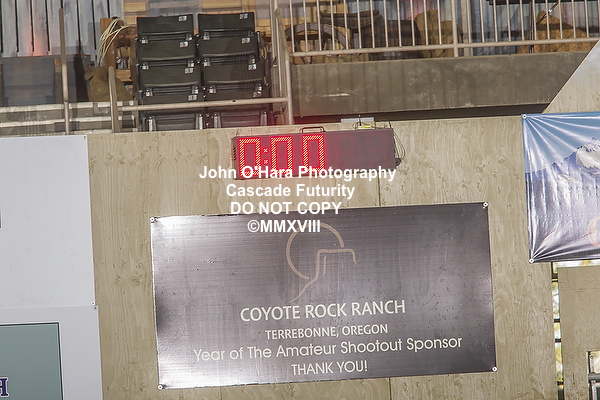 0:00
John O'Hara Photography
Cascade Futurity
DO NOT COPY
©MMXVIII
COYOTE ROCK RANCH
TERREBONNE, OREGON
Year of The Amateur Shootout Sponsor
THANK YOU!